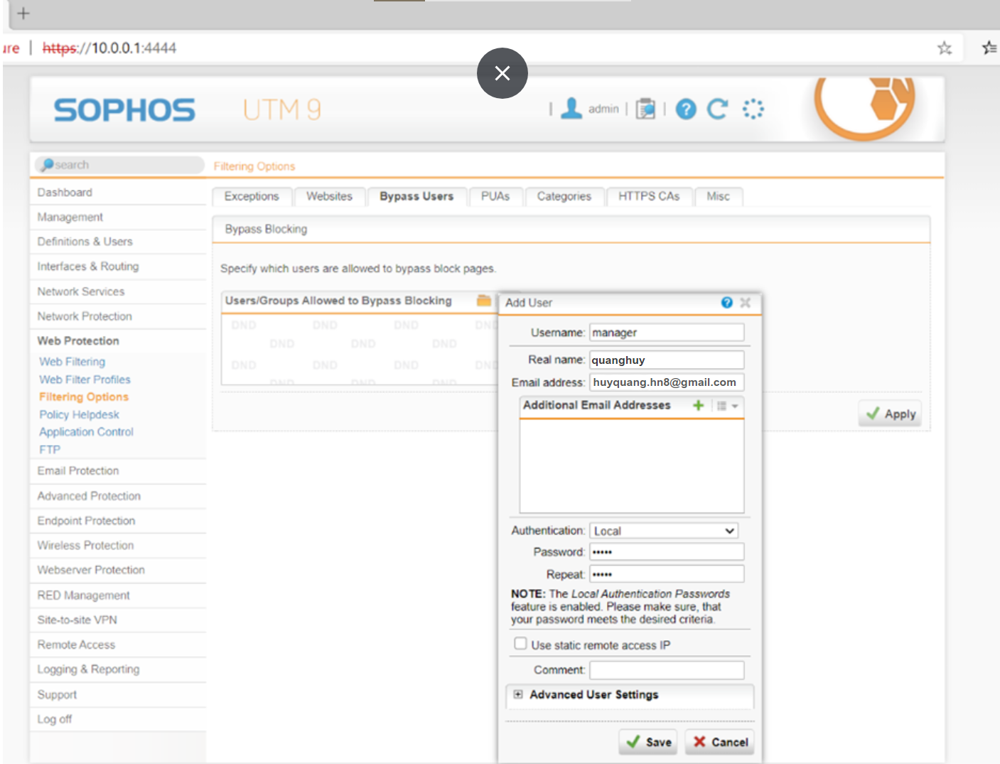 ure | https://10.0.0.1:4444
SOPHOS UTM 9
| admin | |
search
Filtering Options
Dashboard
Management
Definitions & Users
Interfaces & Routing
Network Services
Network Protection
Web Protection
Web Filtering
Web Filter Profiles
Filtering Options
Policy Helpdesk
Application Control
FTP
Email Protection
Advanced Protection
Endpoint Protection
Wireless Protection
Webserver Protection
RED Management
Site-to-site VPN
Remote Access
Logging & Reporting
Support
Log off
Exceptions Websites Bypass Users PUAs Categories HTTPS CAs Misc
Bypass Blocking
Specify which users are allowed to bypass block pages.
Users/Groups Allowed to Bypass Blocking
DND DND DND DND
DND DND DND
DND DND DND DND
DND DND DND
Apply
Add User
Username: manager
Real name: quanghuy
Email address: huyquang.hn8@gmail.com
Additional Email Addresses
Authentication: Local
Password: •••••
Repeat: •••••
NOTE: The Local Authentication Passwords
feature is enabled. Please make sure, that
your password meets the desired criteria.
Use static remote access IP
Comment:
Advanced User Settings
Save Cancel